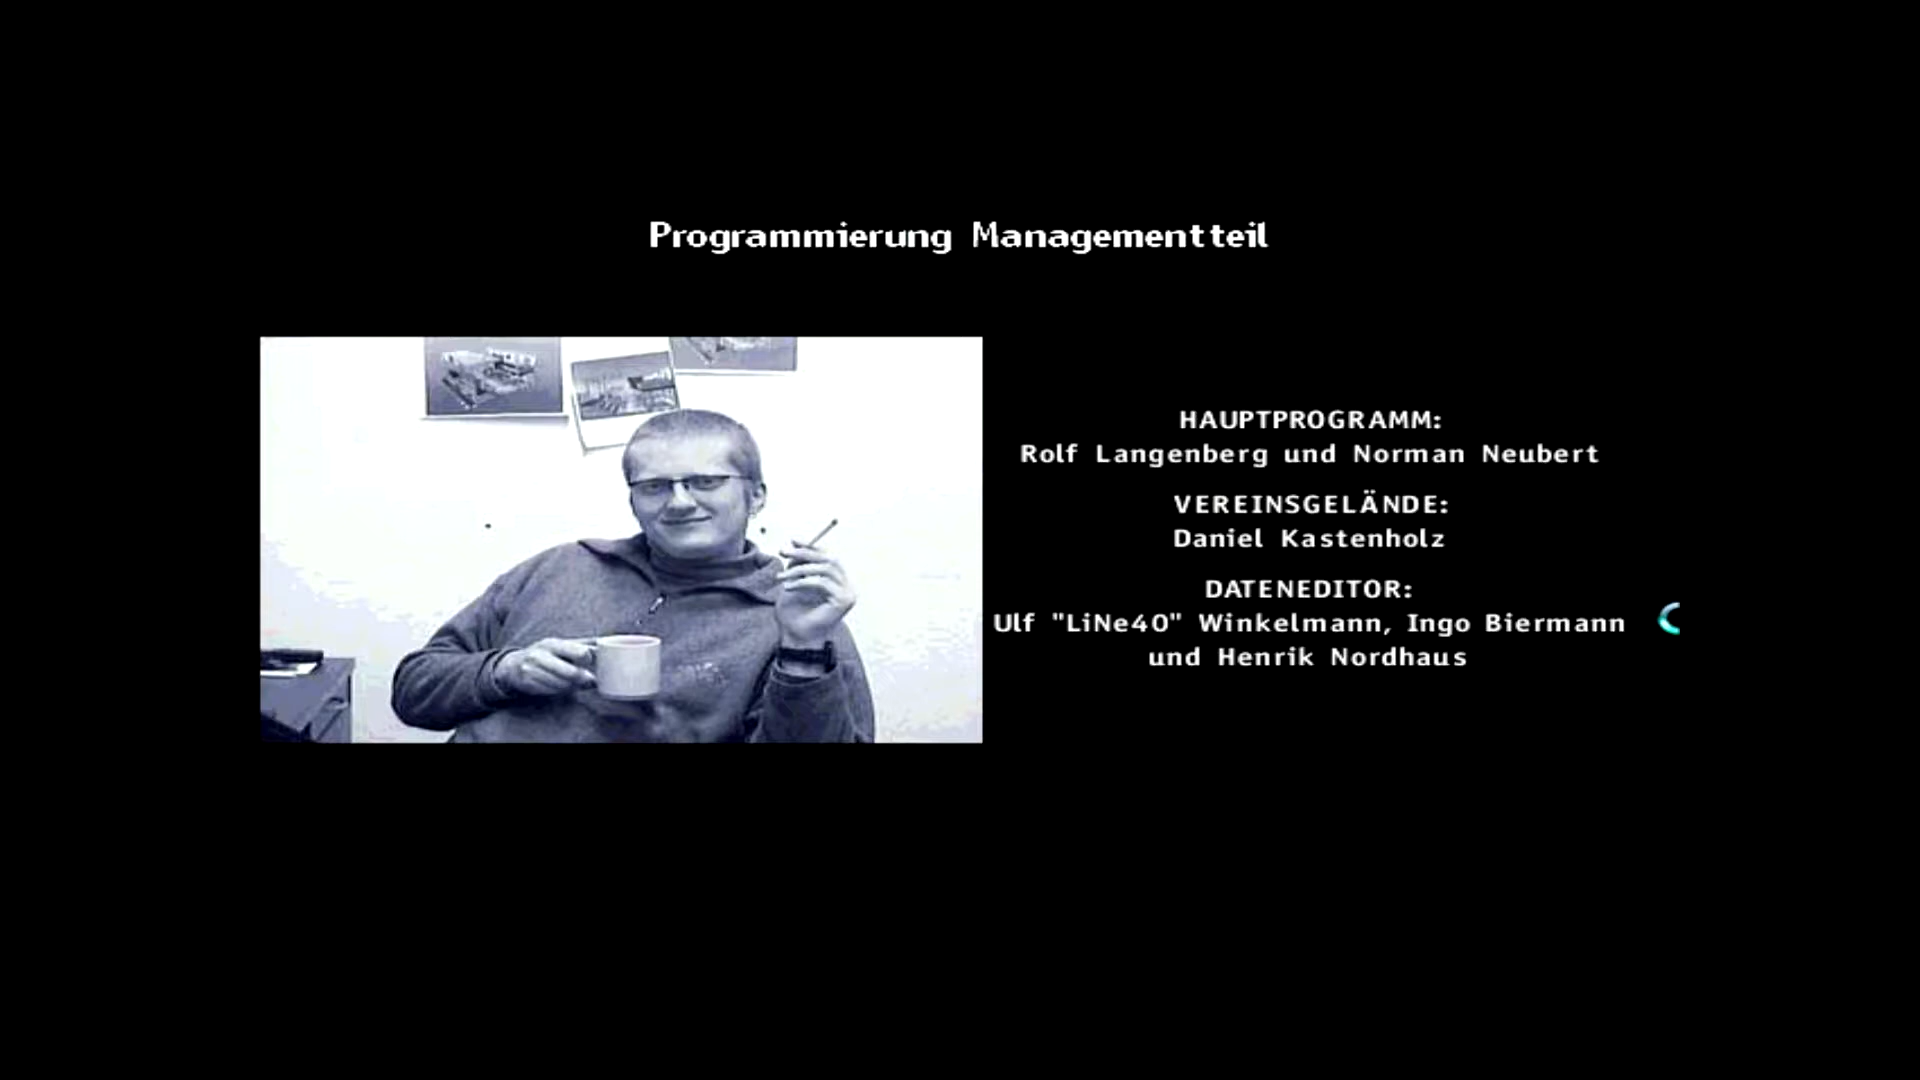 Programmierung Managementteil
HAUPTPROGRAMM:
Rolf Langenberg und Norman Neubert
VEREINSGELÄNDE:
Daniel Kastenholz
DATENEDITOR:
Ulf "LiNe40" Winkelmann, Ingo Biermann
und Henrik Nordhaus